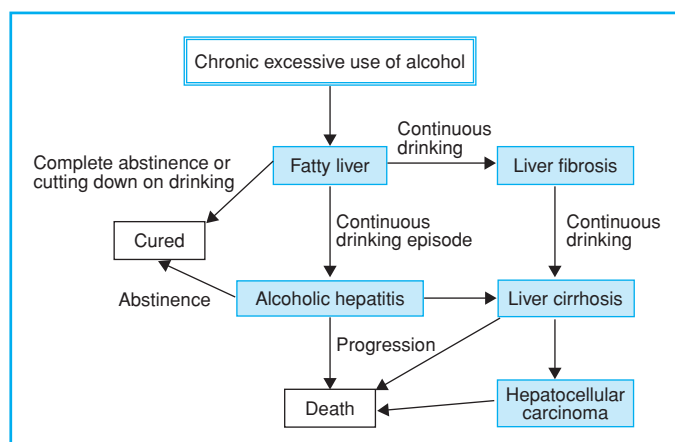 Chronic excessive use of alcohol
Continuous
drinking
Complete abstinence or
cutting down on drinking
Fatty liver
Liver fibrosis
Cured
Continuous
drinking episode
Continuous
drinking
Abstinence
Alcoholic hepatitis
Liver cirrhosis
Progression
Death
Hepatocellular
carcinoma